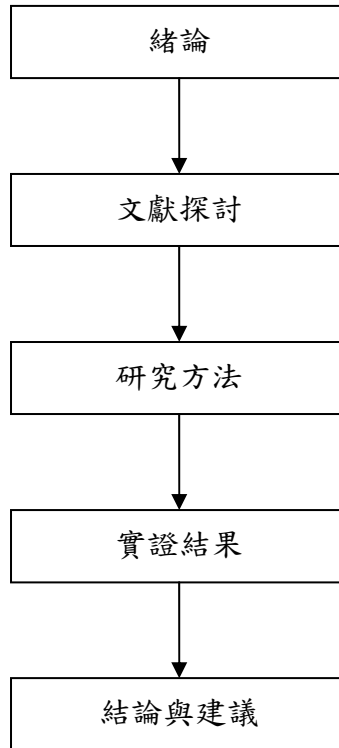 緒論
文獻探討
研究方法
實證結果
結論與建議